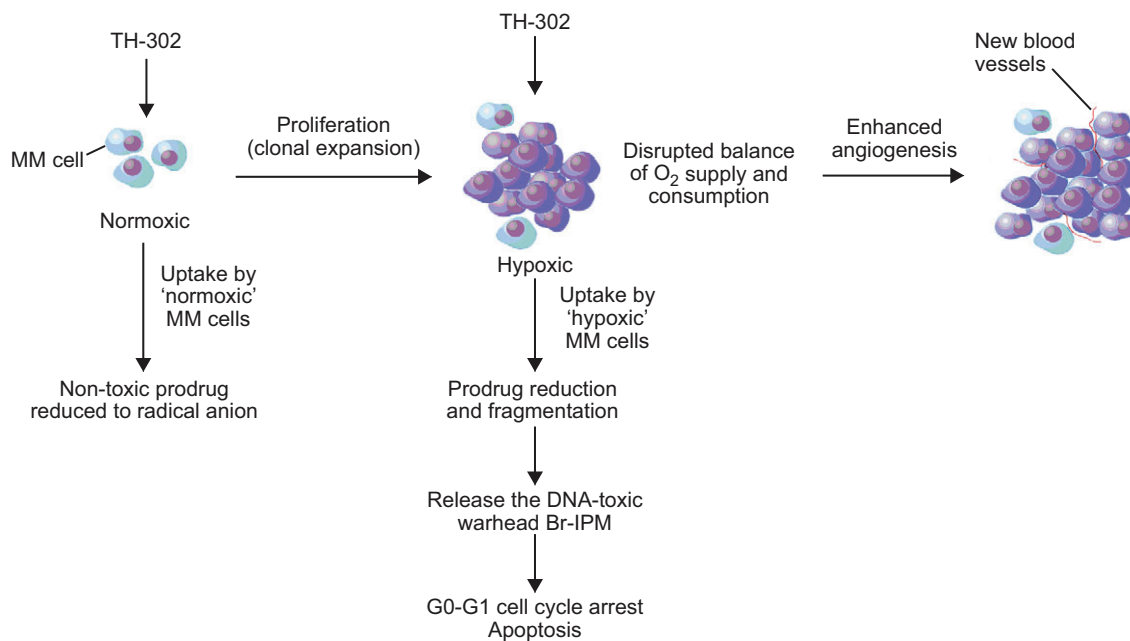 TH-302
MM cell
Normoxic
Uptake by
‘normoxic’
MM cells
Non-toxic prodrug
reduced to radical anion
Proliferation
(clonal expansion)
TH-302
Hypoxic
Uptake by
‘hypoxic’
MM cells
Prodrug reduction
and fragmentation
Release the DNA-toxic
warhead Br-IPM
G0-G1 cell cycle arrest
Apoptosis
Disrupted balance
of O2 supply and
consumption
Enhanced
angiogenesis
New blood
vessels